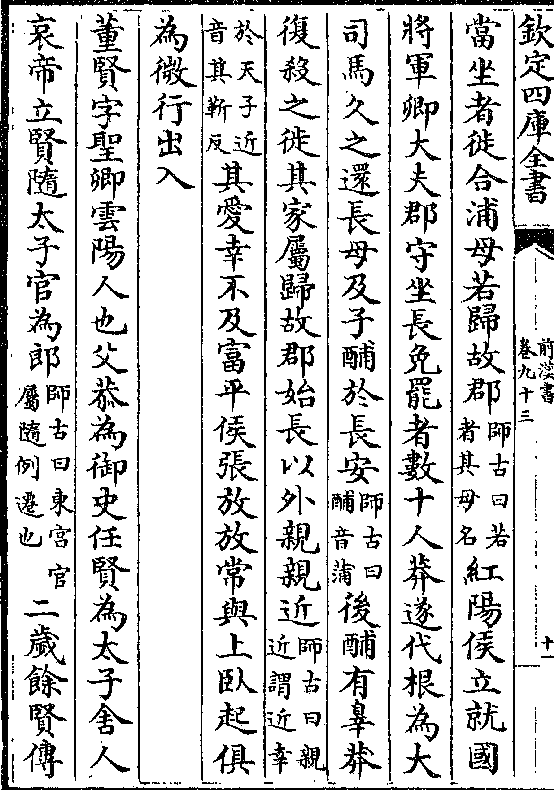 欽定四庫全書
前漢書
卷九十三
十一
當坐者徙合浦母若歸故郡師古曰若者其母名紅陽侯立就國
將軍卿大夫郡守坐長免罷者數十人莽遂代根為大
司馬久之還長母及子酺於長安師古曰酺音蒲後酺有辠莽
復殺之徙其家屬歸故郡始長以外親親近師古曰親近謂近幸
於天子近音其靳反其愛幸不及富平侯張放放常與上臥起俱
為微行出入
董賢字聖卿雲陽人也父恭為御史任賢為太子舍人
哀帝立賢隨太子官為郎師古曰東宮官屬隨例遷也二歲餘賢傳